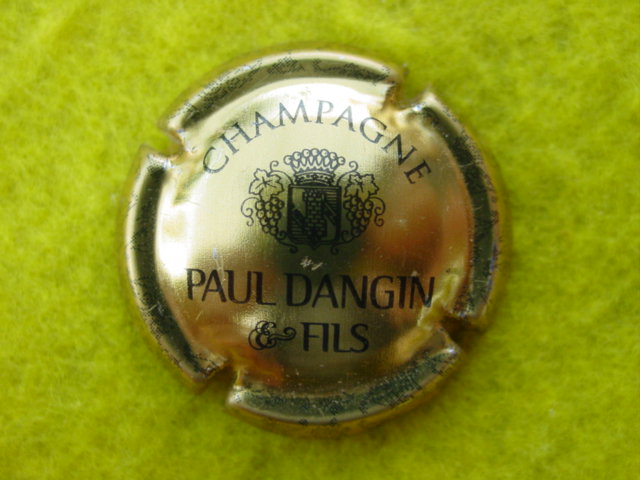 CHAMPAGNE
PAUL DANGIN
& FILS